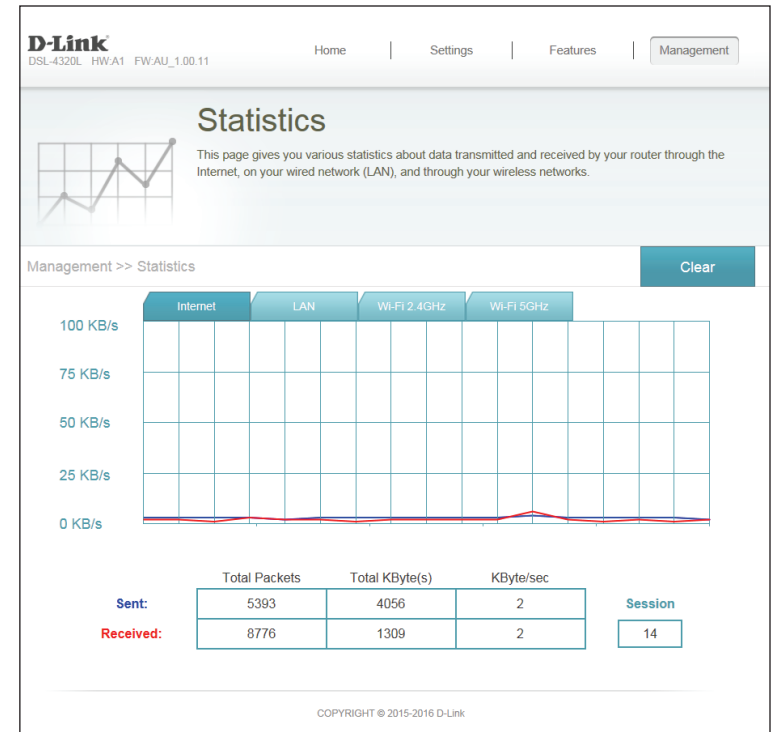 D-Link
DSL-4320L HW:A1 FW:AU_1.00.11
Home | Settings | Features | Management
Statistics
This page gives you various statistics about data transmitted and received by your router through the
Internet, on your wired network (LAN), and through your wireless networks.
Management >> Statistics
Clear
Internet LAN Wi-Fi 2.4GHz Wi-Fi 5GHz
100 KB/s
75 KB/s
50 KB/s
25 KB/s
0 KB/s
Total Packets Total KByte(s) KByte/sec
Sent: 5393 4056 2 Session
Received: 8776 1309 2 14
COPYRIGHT © 2015-2016 D-Link